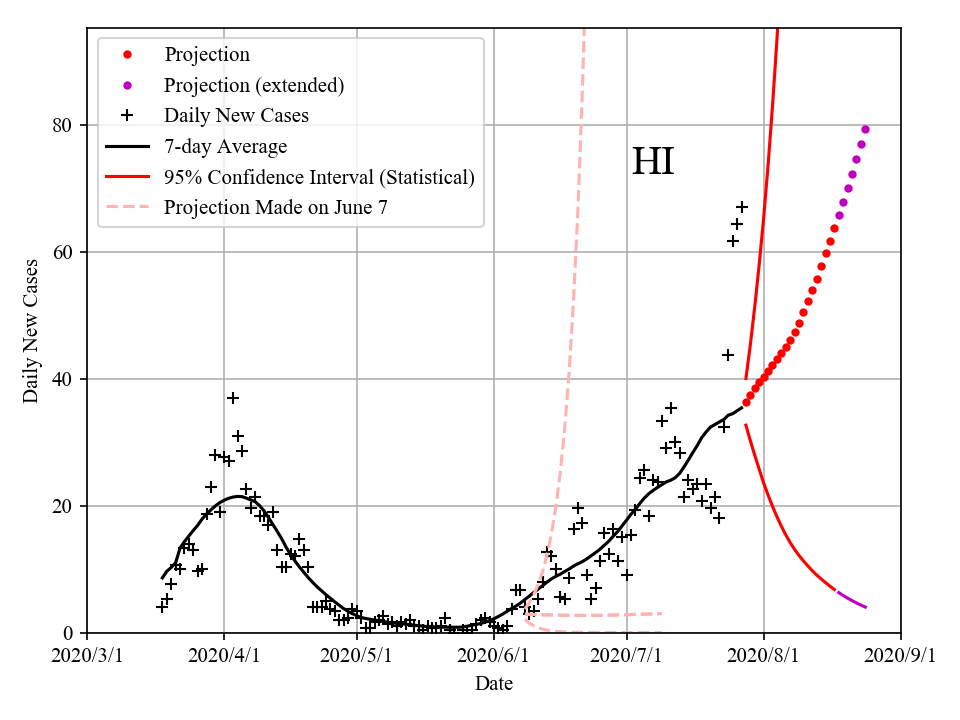 Projection
Projection (extended)
Daily New Cases
7-day Average
95% Confidence Interval (Statistical)
Projection Made on June 7
HI
80
60
40
20
0
Daily New Cases
2020/3/1 2020/4/1 2020/5/1 2020/6/1 2020/7/1 2020/8/1 2020/9/1
Date